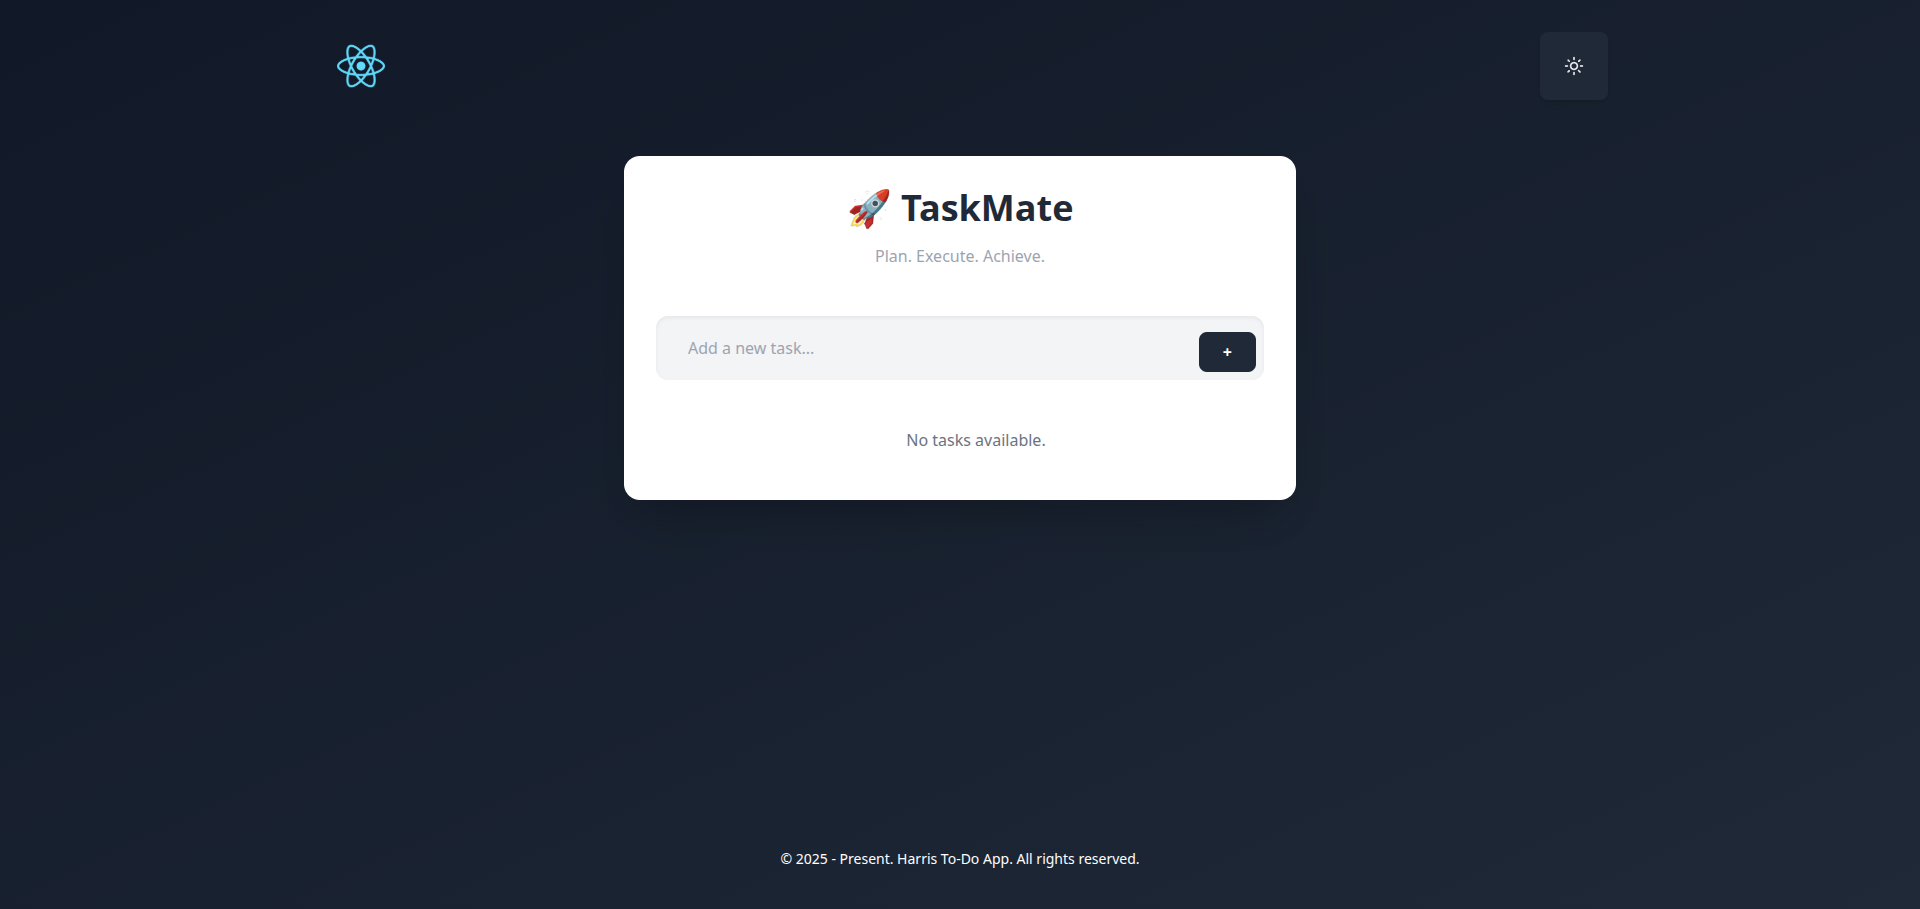 🚀 TaskMate
Plan. Execute. Achieve.
Add a new task...
+
No tasks available.
© 2025 - Present. Harris To-Do App. All rights reserved.